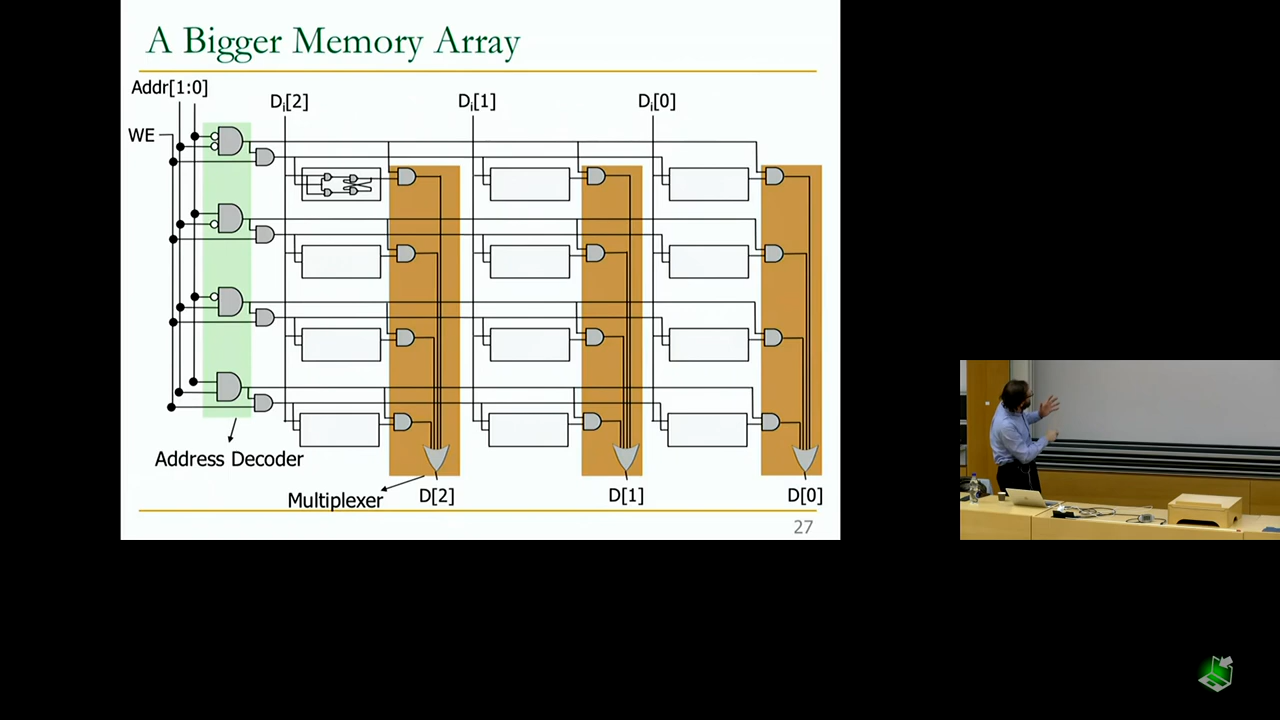 A Bigger Memory Array
Addr[1:0]
Di[2]
Di[1]
Di[0]
WE
Address Decoder
Multiplexer
D[2]
D[1]
D[0]
27